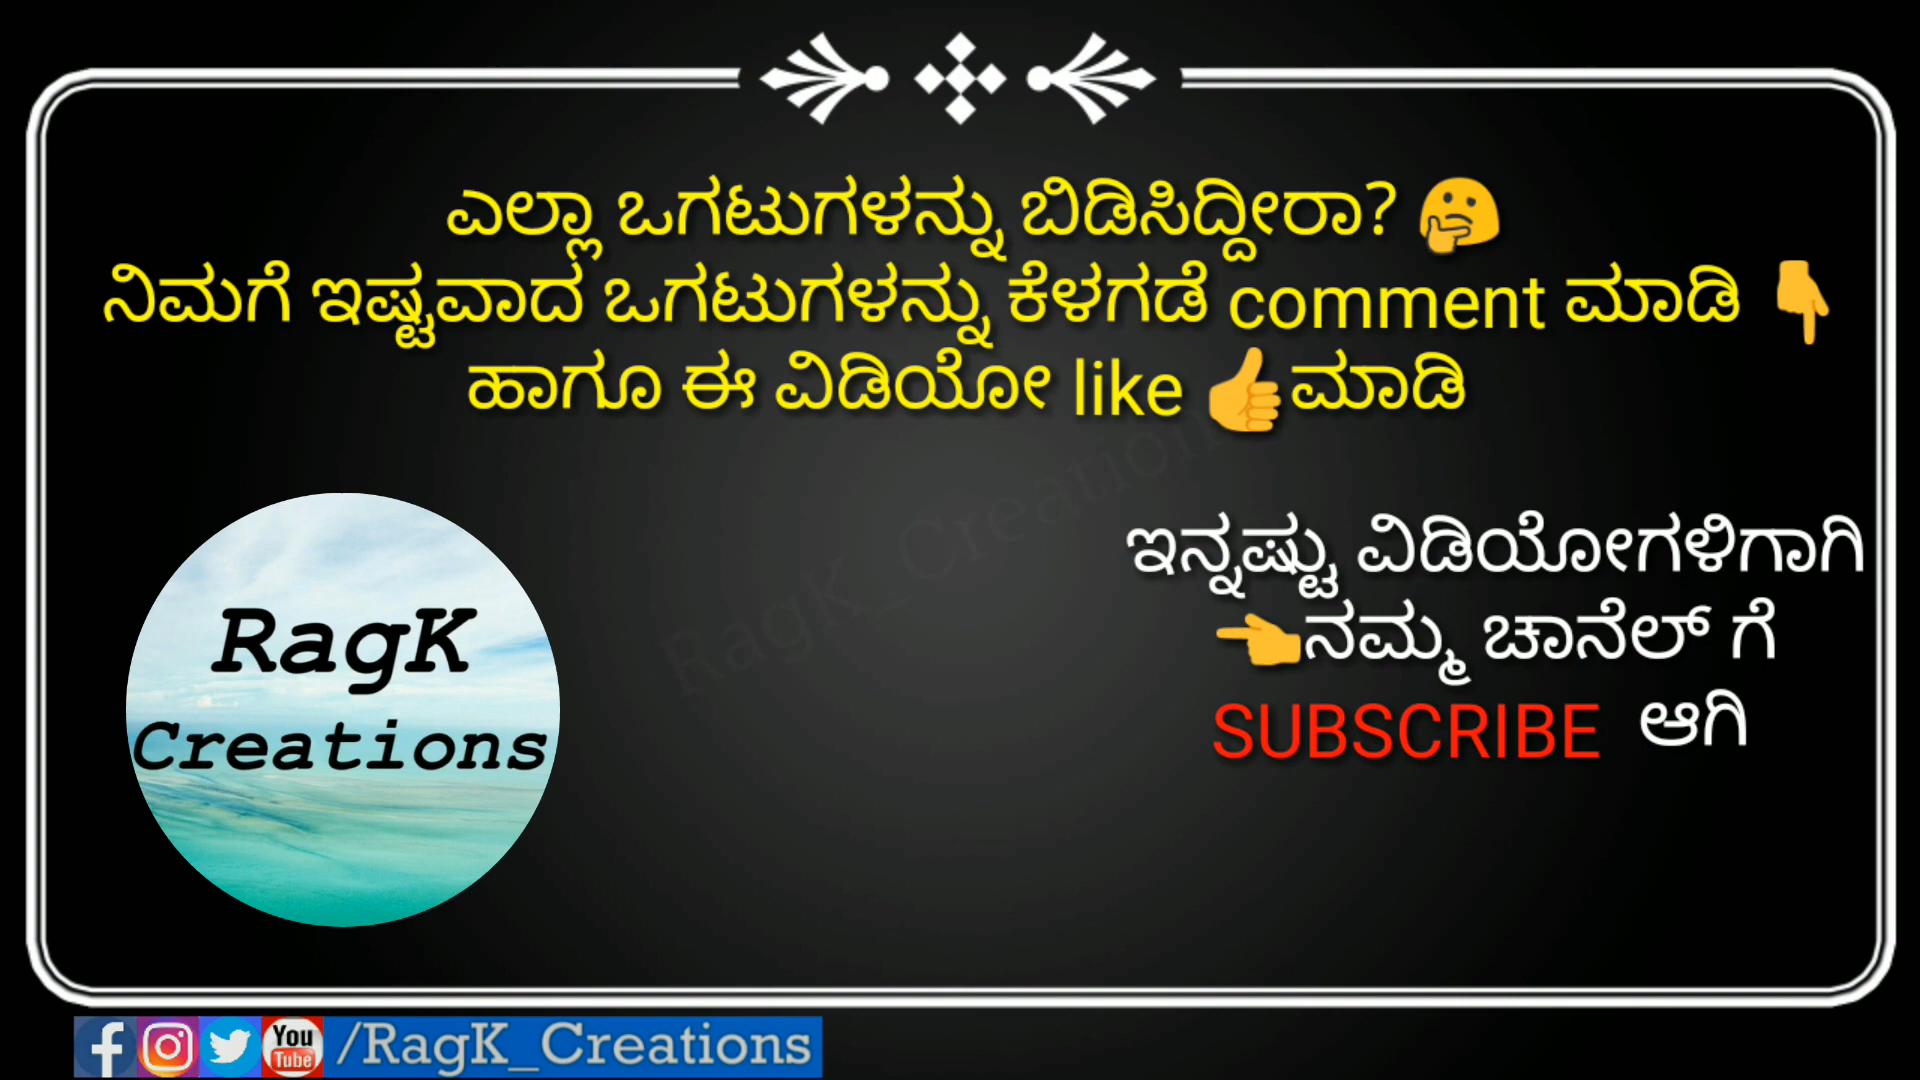 ಎಲ್ಲಾ ಒಗಟುಗಳನ್ನು ಬಿಡಿಸಿದ್ದೀರಾ? 🤔
ನಿಮಗೆ ಇಷ್ಟವಾದ ಒಗಟುಗಳನ್ನು ಕೆಳಗಡೆ comment ಮಾಡಿ 👇
ಹಾಗೂ ಈ ವಿಡಿಯೋ like 👍ಮಾಡಿ
RagK_Creations
RagK
Creations
ಇನ್ನಷ್ಟು ವಿಡಿಯೋಗಳಿಗಾಗಿ
👈ನಮ್ಮ ಚಾನೆಲ್ ಗೆ
SUBSCRIBE ಆಗಿ
You
Tube
/RagK_Creations